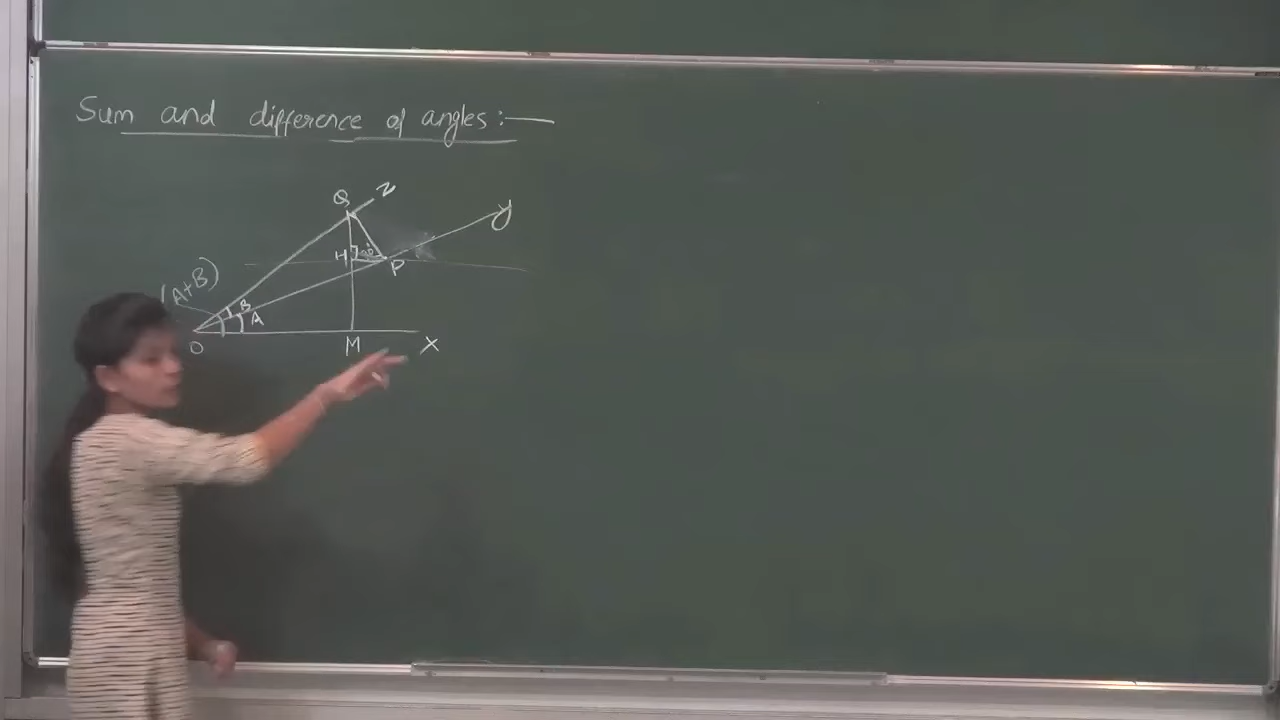 Sum and difference of angles :—
Q Z
y
H P
(A+B)
B
A
O M X